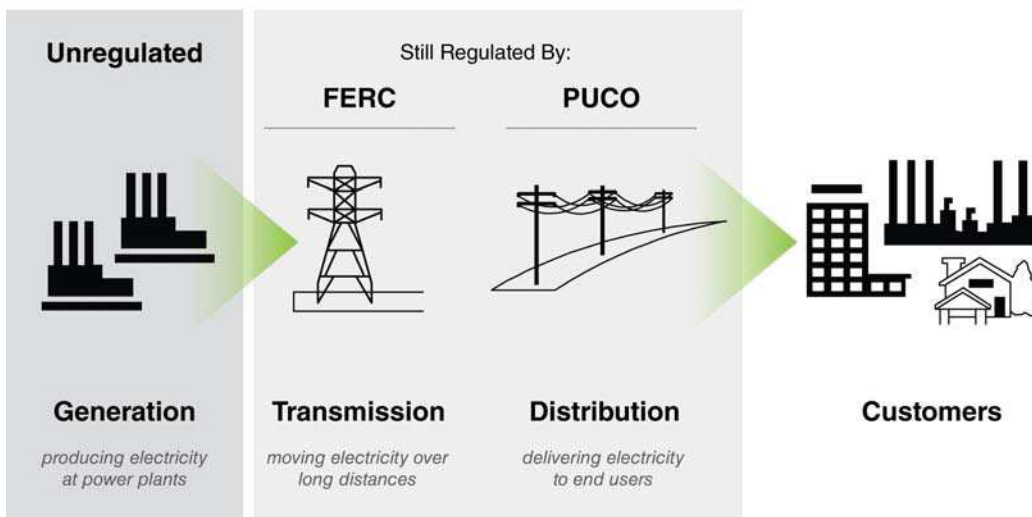 Unregulated
Still Regulated By:
FERC
PUCO
Generation
producing electricity
at power plants
Transmission
moving electricity over
long distances
Distribution
delivering electricity
to end users
Customers